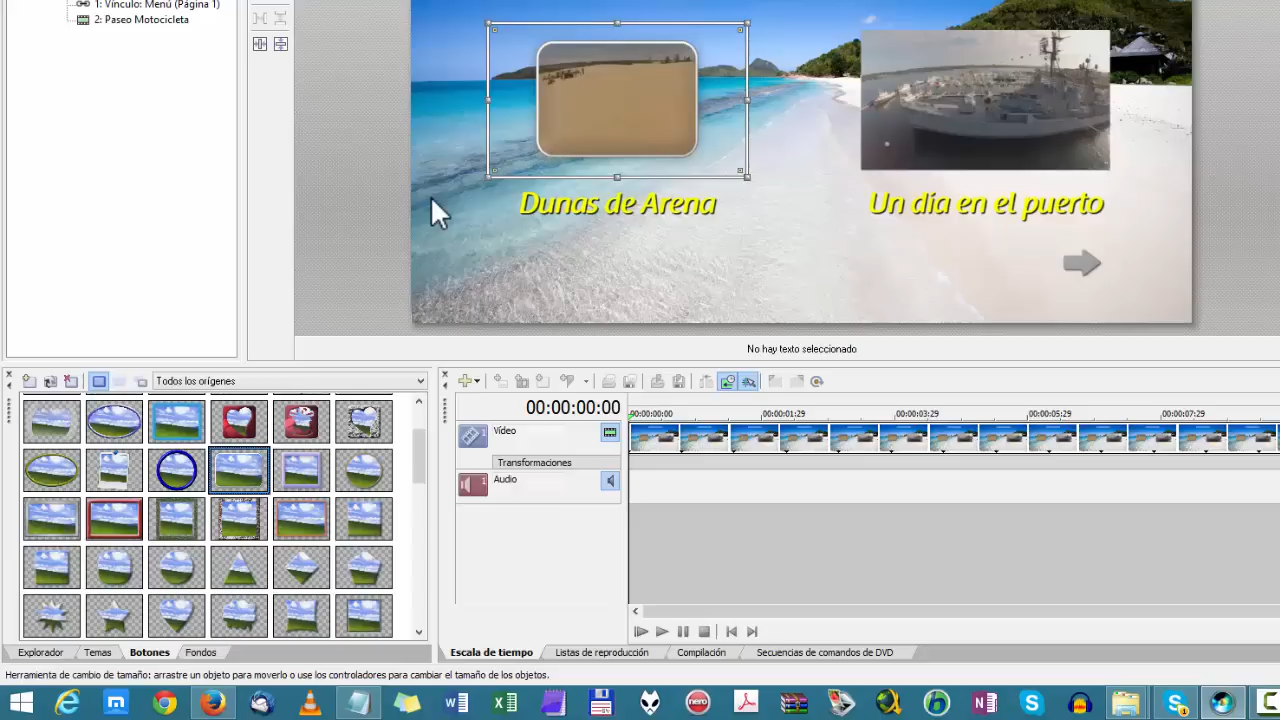 1: Vínculo: Menú (Página 1)
2: Paseo Motocicleta
Dunas de Arena
Un día en el puerto
No hay texto seleccionado
Todos los orígenes
00:00:00:00
00:00:00:00
00:00:01:29
00:00:03:29
00:00:05:29
00:00:07:29
1
Vídeo
Transformaciones
1
Audio
Explorador
Temas
Botones
Fondos
Escala de tiempo
Listas de reproducción
Compilación
Secuencias de comandos de DVD
Herramienta de cambio de tamaño: arrastre un objeto para moverlo o use los controladores para cambiar el tamaño de los objetos.
nero